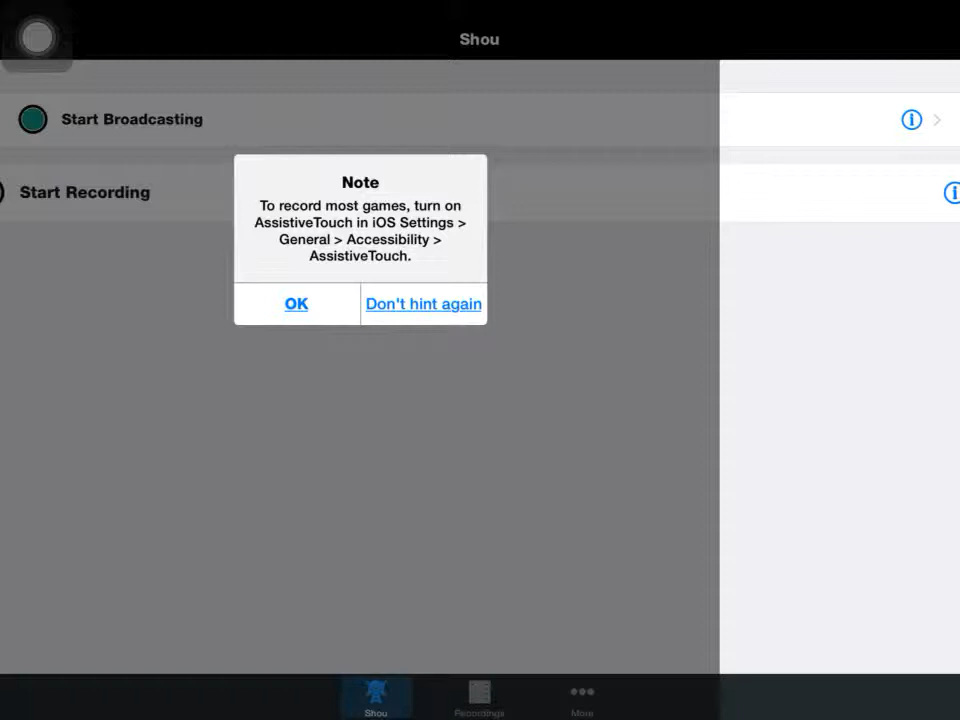 Shou
Start Broadcasting
Start Recording
Note
To record most games, turn on
AssistiveTouch in iOS Settings >
General > Accessibility >
AssistiveTouch.
OK
Don't hint again
Shou
Recordings
More